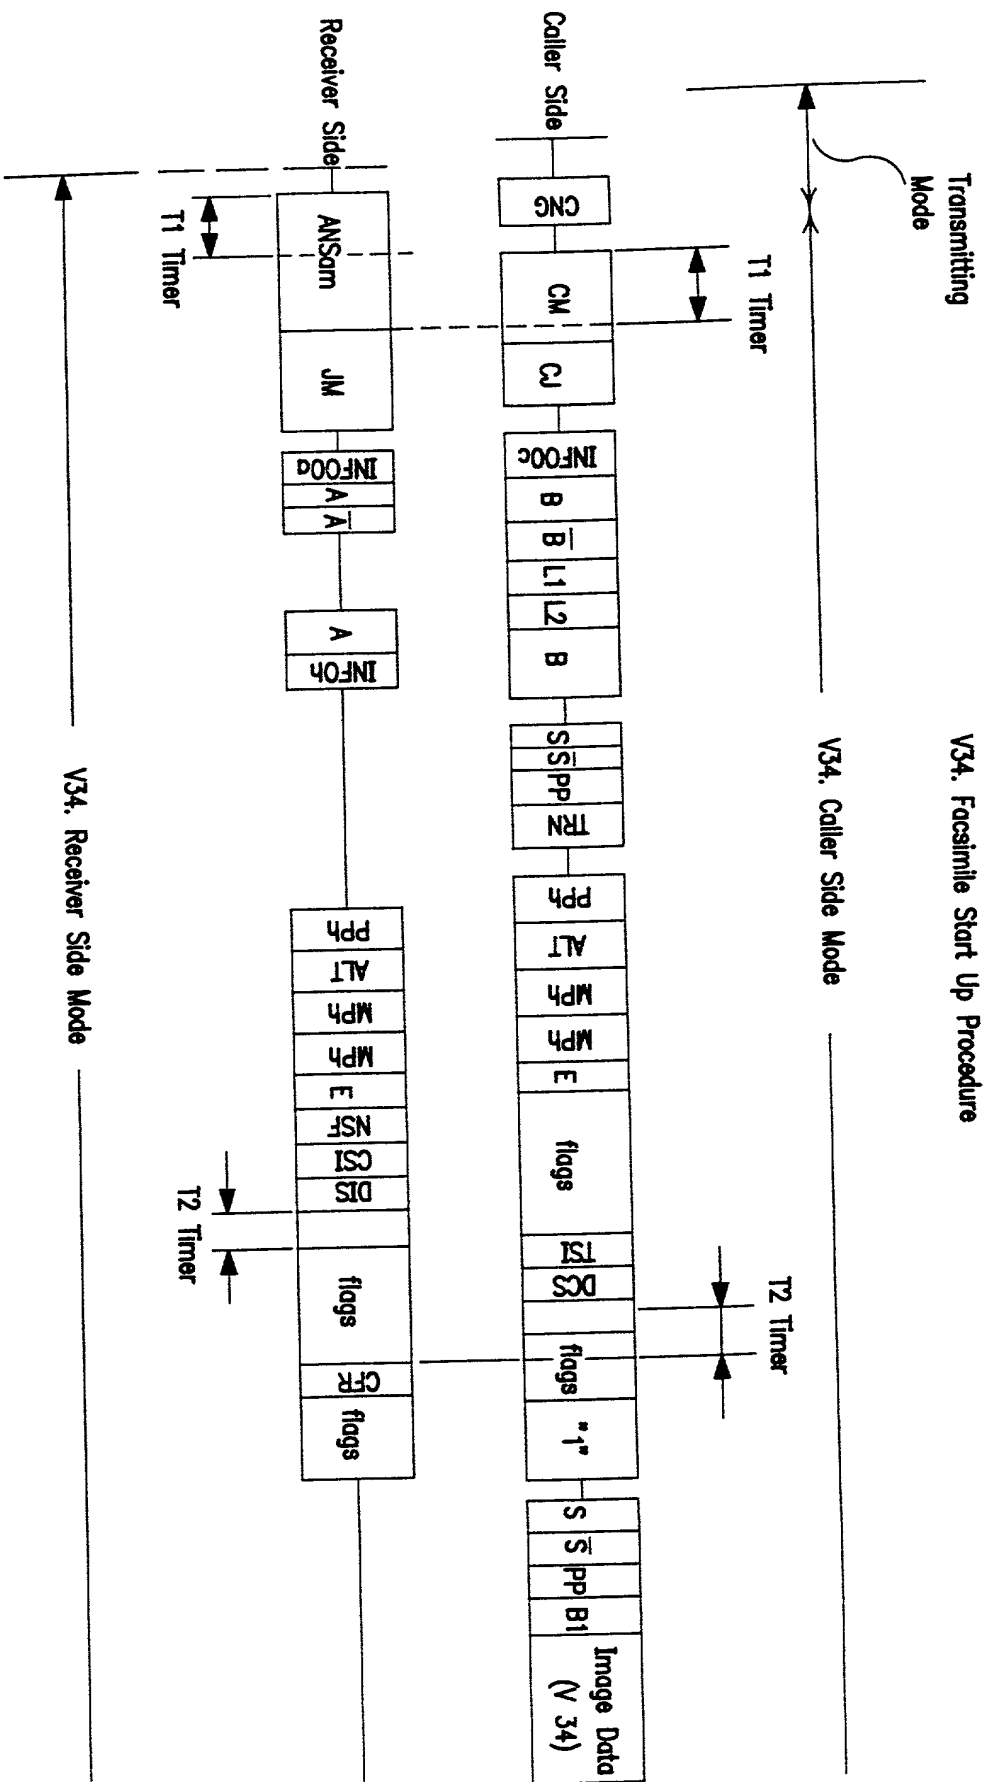 V34. Facsimile Start Up Procedure
Transmitting
Mode
V34. Caller Side Mode
T1 Timer
T2 Timer
Caller Side
CNG
CM
CJ
INFO0c
B
B̅
L1
L2
B
S
S̅
PP
TRN
PPh
ALT
MPh
MPh
E
flags
TSI
DCS
flags
"1"
S
S̅
PP
B1
Image Data
(V 34)
Receiver Side
ANSam
JM
INFO0a
A
A̅
A
INFOh
PPh
ALT
MPh
MPh
E
NSF
CSI
DIS
flags
CFR
flags
T1 Timer
T2 Timer
V34. Receiver Side Mode